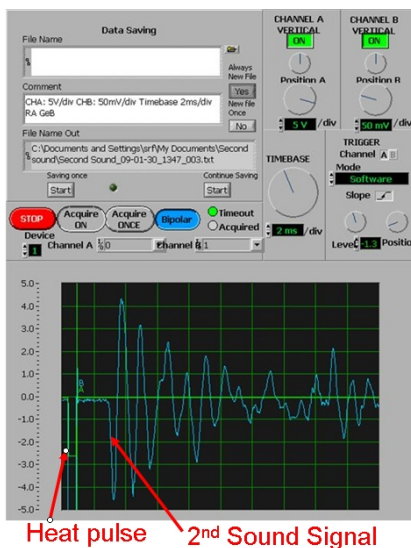 Data Saving
File Name
%
Always
New File
Yes
Comment
CHA: 5V/div CHB: 50mV/div Timebase 2ms/div
RA GeB
New file
Once
No
File Name Out
% C:\Documents and Settings\srf\My Documents\Second
sound\Second Sound_09-01-30_1347_003.txt
Saving once
Continue Saving
Start
Start
STOP
Acquire
ON
Acquire
ONCE
Bipolar
Timeout
Acquired
Device
1
Channel A
0
Channel
1
CHANNEL A
VERTICAL
ON
Position A
5 V /div
CHANNEL B
VERTICAL
ON
Position B
50 mV /div
TIMEBASE
2 ms /div
TRIGGER
Channel A B
Mode
Software
Slope
Level
-1.3
Positio
5.0
4.0
3.0
2.0
1.0
0.0
-1.0
-2.0
-3.0
-4.0
-5.0
B
A
Heat pulse
2nd Sound Signal